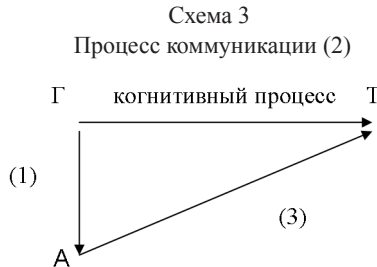 Схема 3
Процесс коммуникации (2)
Г когнитивный процесс Т
(1)
(3)
А